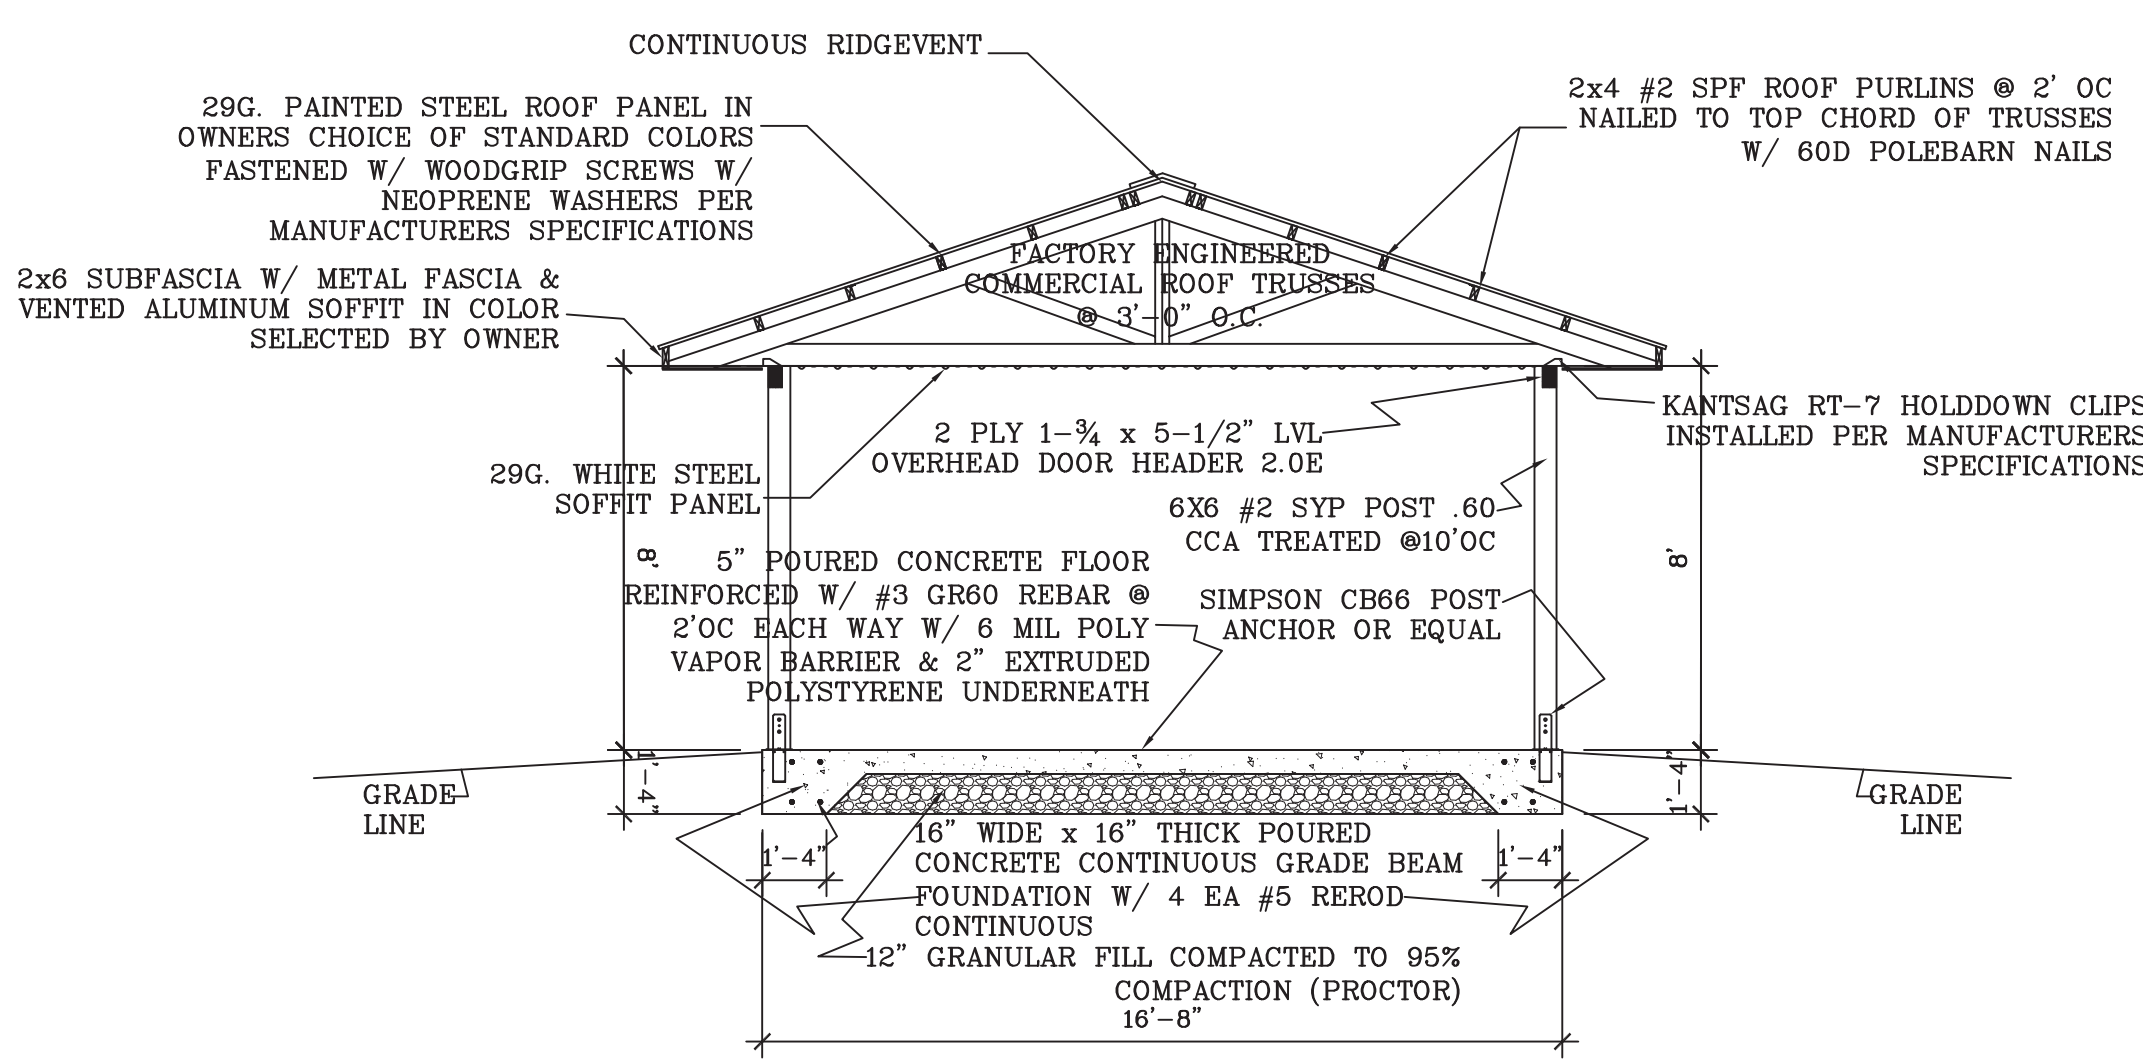 CONTINUOUS RIDGEVENT
29G. PAINTED STEEL ROOF PANEL IN
OWNERS CHOICE OF STANDARD COLORS
FASTENED W/ WOODGRIP SCREWS W/
NEOPRENE WASHERS PER
MANUFACTURERS SPECIFICATIONS
2x4 #2 SPF ROOF PURLINS @ 2' OC
NAILED TO TOP CHORD OF TRUSSES
W/ 60D POLEBARN NAILS
2x6 SUBFASCIA W/ METAL FASCIA &
VENTED ALUMINUM SOFFIT IN COLOR
SELECTED BY OWNER
FACTORY ENGINEERED
COMMERCIAL ROOF TRUSSES
@ 3'-0" O.C.
KANTSAG RT-7 HOLDDOWN CLIPS
INSTALLED PER MANUFACTURERS
SPECIFICATIONS
2 PLY 1-¾ x 5-1/2" LVL
OVERHEAD DOOR HEADER 2.0E
29G. WHITE STEEL
SOFFIT PANEL
6X6 #2 SYP POST .60
CCA TREATED @10'OC
8'
8'
5" POURED CONCRETE FLOOR
REINFORCED W/ #3 GR60 REBAR @
2'OC EACH WAY W/ 6 MIL POLY
VAPOR BARRIER & 2" EXTRUDED
POLYSTYRENE UNDERNEATH
SIMPSON CB66 POST
ANCHOR OR EQUAL
1'-4"
1'-4"
GRADE
LINE
GRADE
LINE
1'-4"
1'-4"
16" WIDE x 16" THICK POURED
CONCRETE CONTINUOUS GRADE BEAM
FOUNDATION W/ 4 EA #5 REROD
CONTINUOUS
12" GRANULAR FILL COMPACTED TO 95%
COMPACTION (PROCTOR)
16'-8"